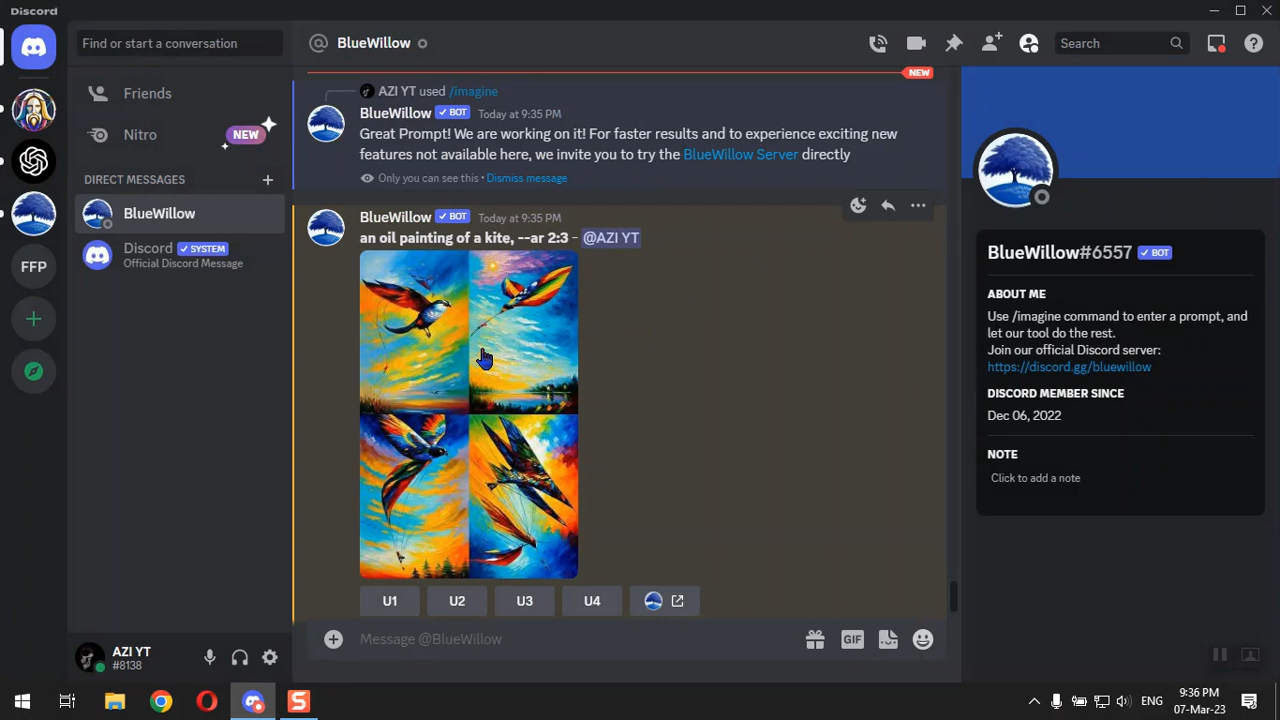 Discord
Find or start a conversation
Friends
Nitro
NEW
DIRECT MESSAGES
BlueWillow
Discord ✓ SYSTEM
Official Discord Message
FFP
AZI YT
#8138
@ BlueWillow
Search
NEW
AZI YT used /imagine
BlueWillow ✓ BOT Today at 9:35 PM
Great Prompt! We are working on it! For faster results and to experience exciting new
features not available here, we invite you to try the BlueWillow Server directly
Only you can see this • Dismiss message
BlueWillow ✓ BOT Today at 9:35 PM
an oil painting of a kite, --ar 2:3 - @AZI YT
U1 U2 U3 U4
Message @BlueWillow
GIF
BlueWillow#6557 ✓ BOT
ABOUT ME
Use /imagine command to enter a prompt, and
let our tool do the rest.
Join our official Discord server:
https://discord.gg/bluewillow
DISCORD MEMBER SINCE
Dec 06, 2022
NOTE
Click to add a note
S
ENG
9:36 PM
07-Mar-23